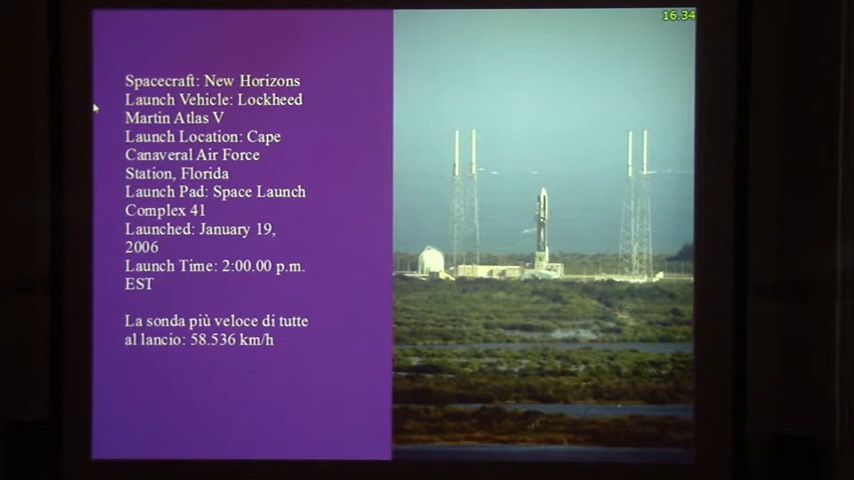 16.34
Spacecraft: New Horizons
Launch Vehicle: Lockheed
Martin Atlas V
Launch Location: Cape
Canaveral Air Force
Station, Florida
Launch Pad: Space Launch
Complex 41
Launched: January 19,
2006
Launch Time: 2:00.00 p.m.
EST
La sonda più veloce di tutte
al lancio: 58.536 km/h